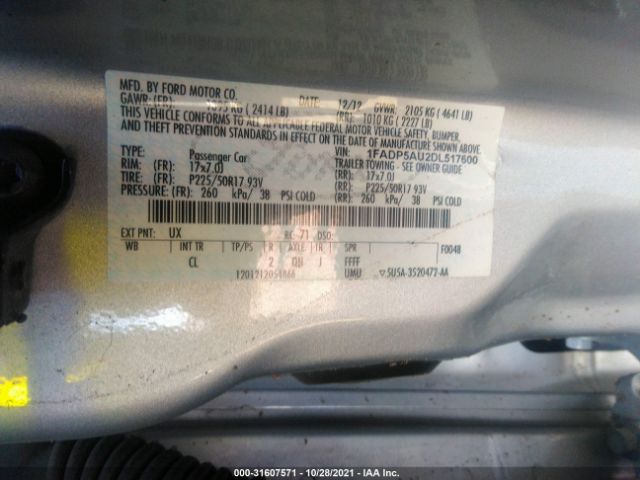 MFD. BY FORD MOTOR CO.
DATE: 12/12 GVWR: 2105 KG ( 4641 LB)
GAWR: (FR): KG ( 2414 LB) (RR): 1010 KG ( 2227 LB)
THIS VEHICLE CONFORMS TO ALL APPLICABLE FEDERAL MOTOR VEHICLE SAFETY, BUMPER,
AND THEFT PREVENTION STANDARDS IN EFFECT ON THE DATE OF MANUFACTURE SHOWN ABOVE.
VIN: 1FADP5AU2DL517600
TYPE: Passenger Car TRAILER TOWING - SEE OWNER GUIDE
RIM: (FR): 17x7.0J (RR): 17x7.0J
TIRE: (FR): P225/50R17 93V (RR): P225/50R17 93V
PRESSURE: (FR) 260 kPa/ 38 PSI COLD (RR): 260 kPa/ 38 PSI COLD
EXT PNT: UX RC: 71 DSO: F0048
WB INT TR TP/PS R AXLE TR SPR
CL 2 J FFFF
UMU ▽5U5A-3520472-AA
000-31607571 - 10/28/2021 - IAA Inc.